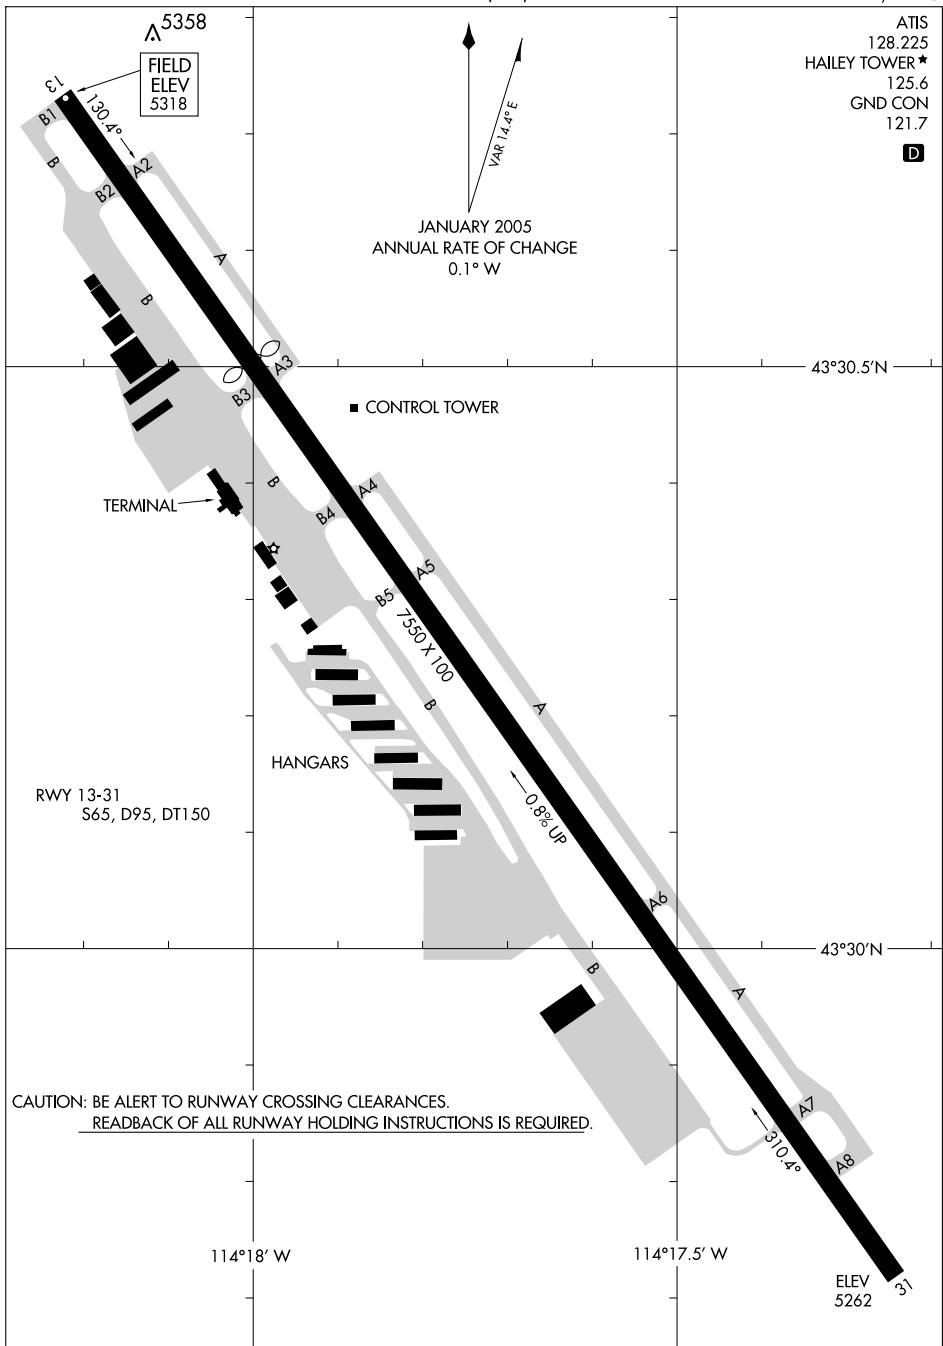 5358
FIELD
ELEV
5318
ATIS
128.225
HAILEY TOWER
125.6
GND CON
121.7
D
13
130.4°
VAR 14.4° E
JANUARY 2005
ANNUAL RATE OF CHANGE
0.1° W
B1
B
B2
A2
A
B
43°30.5'N
A3
B3
CONTROL TOWER
B
TERMINAL
A4
B4
A5
B5
7550 X 100
B
A
HANGARS
RWY 13-31
S65, D95, DT150
0.8% UP
A6
43°30'N
B
A
CAUTION: BE ALERT TO RUNWAY CROSSING CLEARANCES.
READBACK OF ALL RUNWAY HOLDING INSTRUCTIONS IS REQUIRED.
A7
310.4°
A8
114°18' W
114°17.5' W
ELEV
5262
31